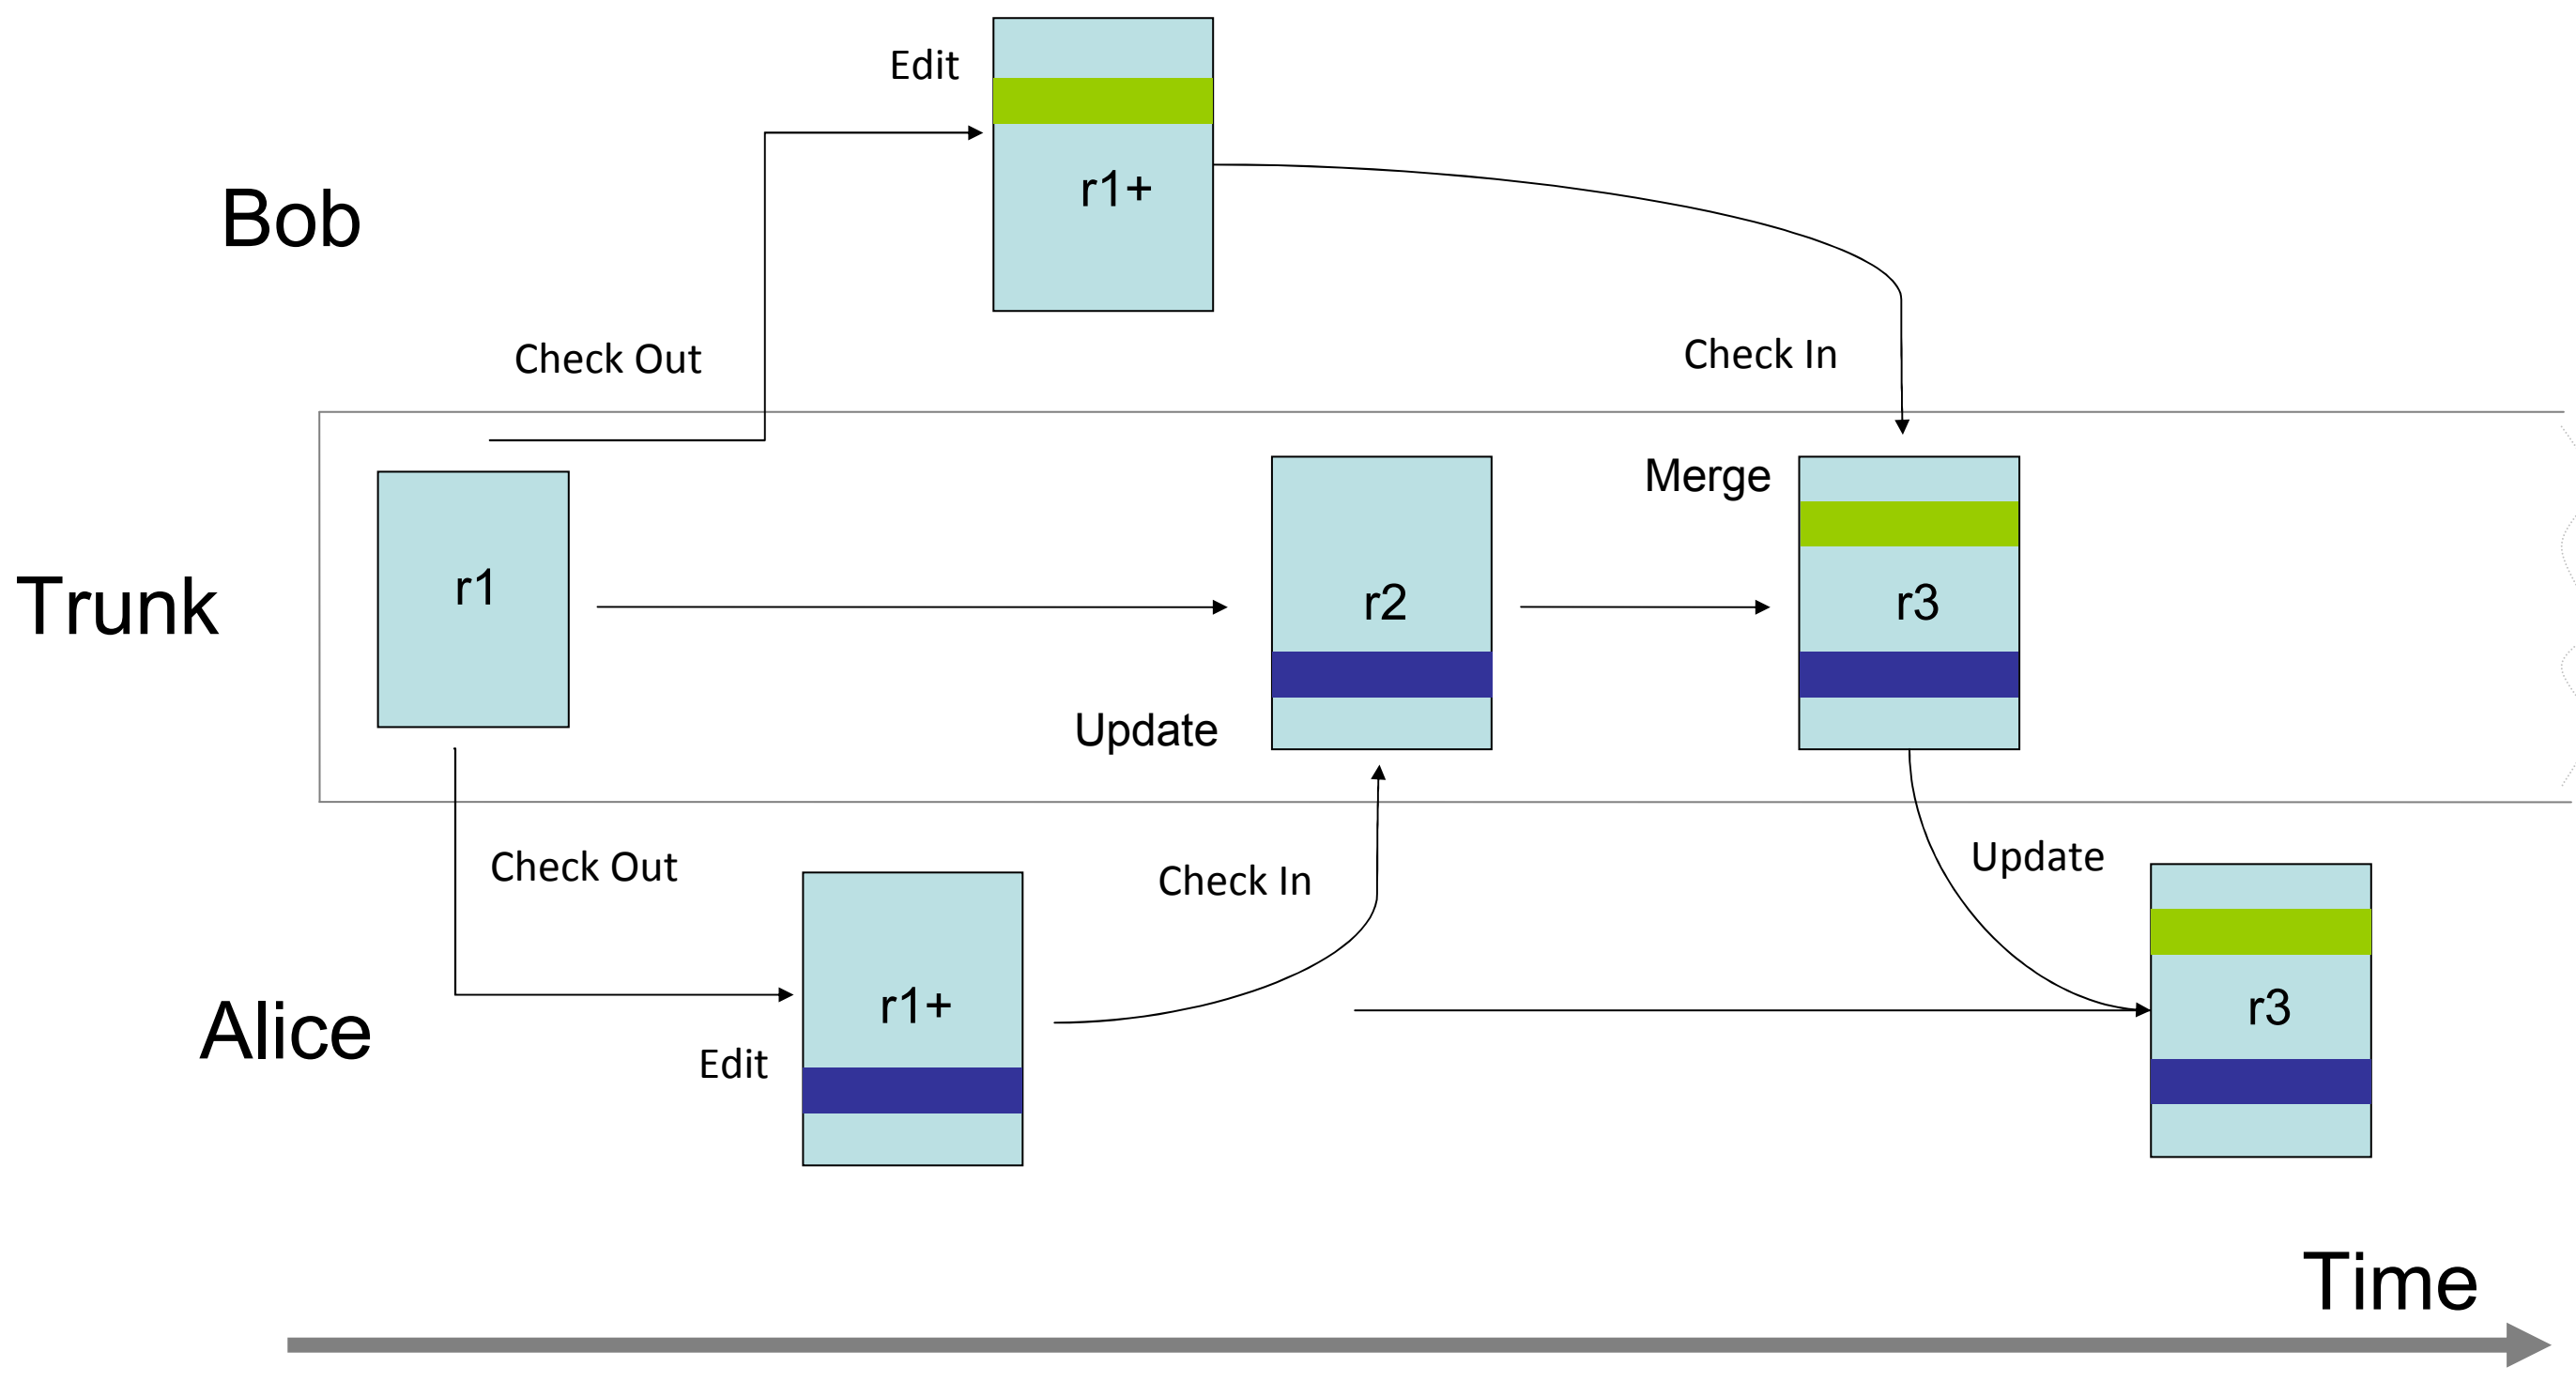 Edit
r1+
Bob
Check Out
Check In
Merge
r1
r2
r3
Trunk
Update
Check Out
Check In
Update
r1+
r3
Alice
Edit
Time